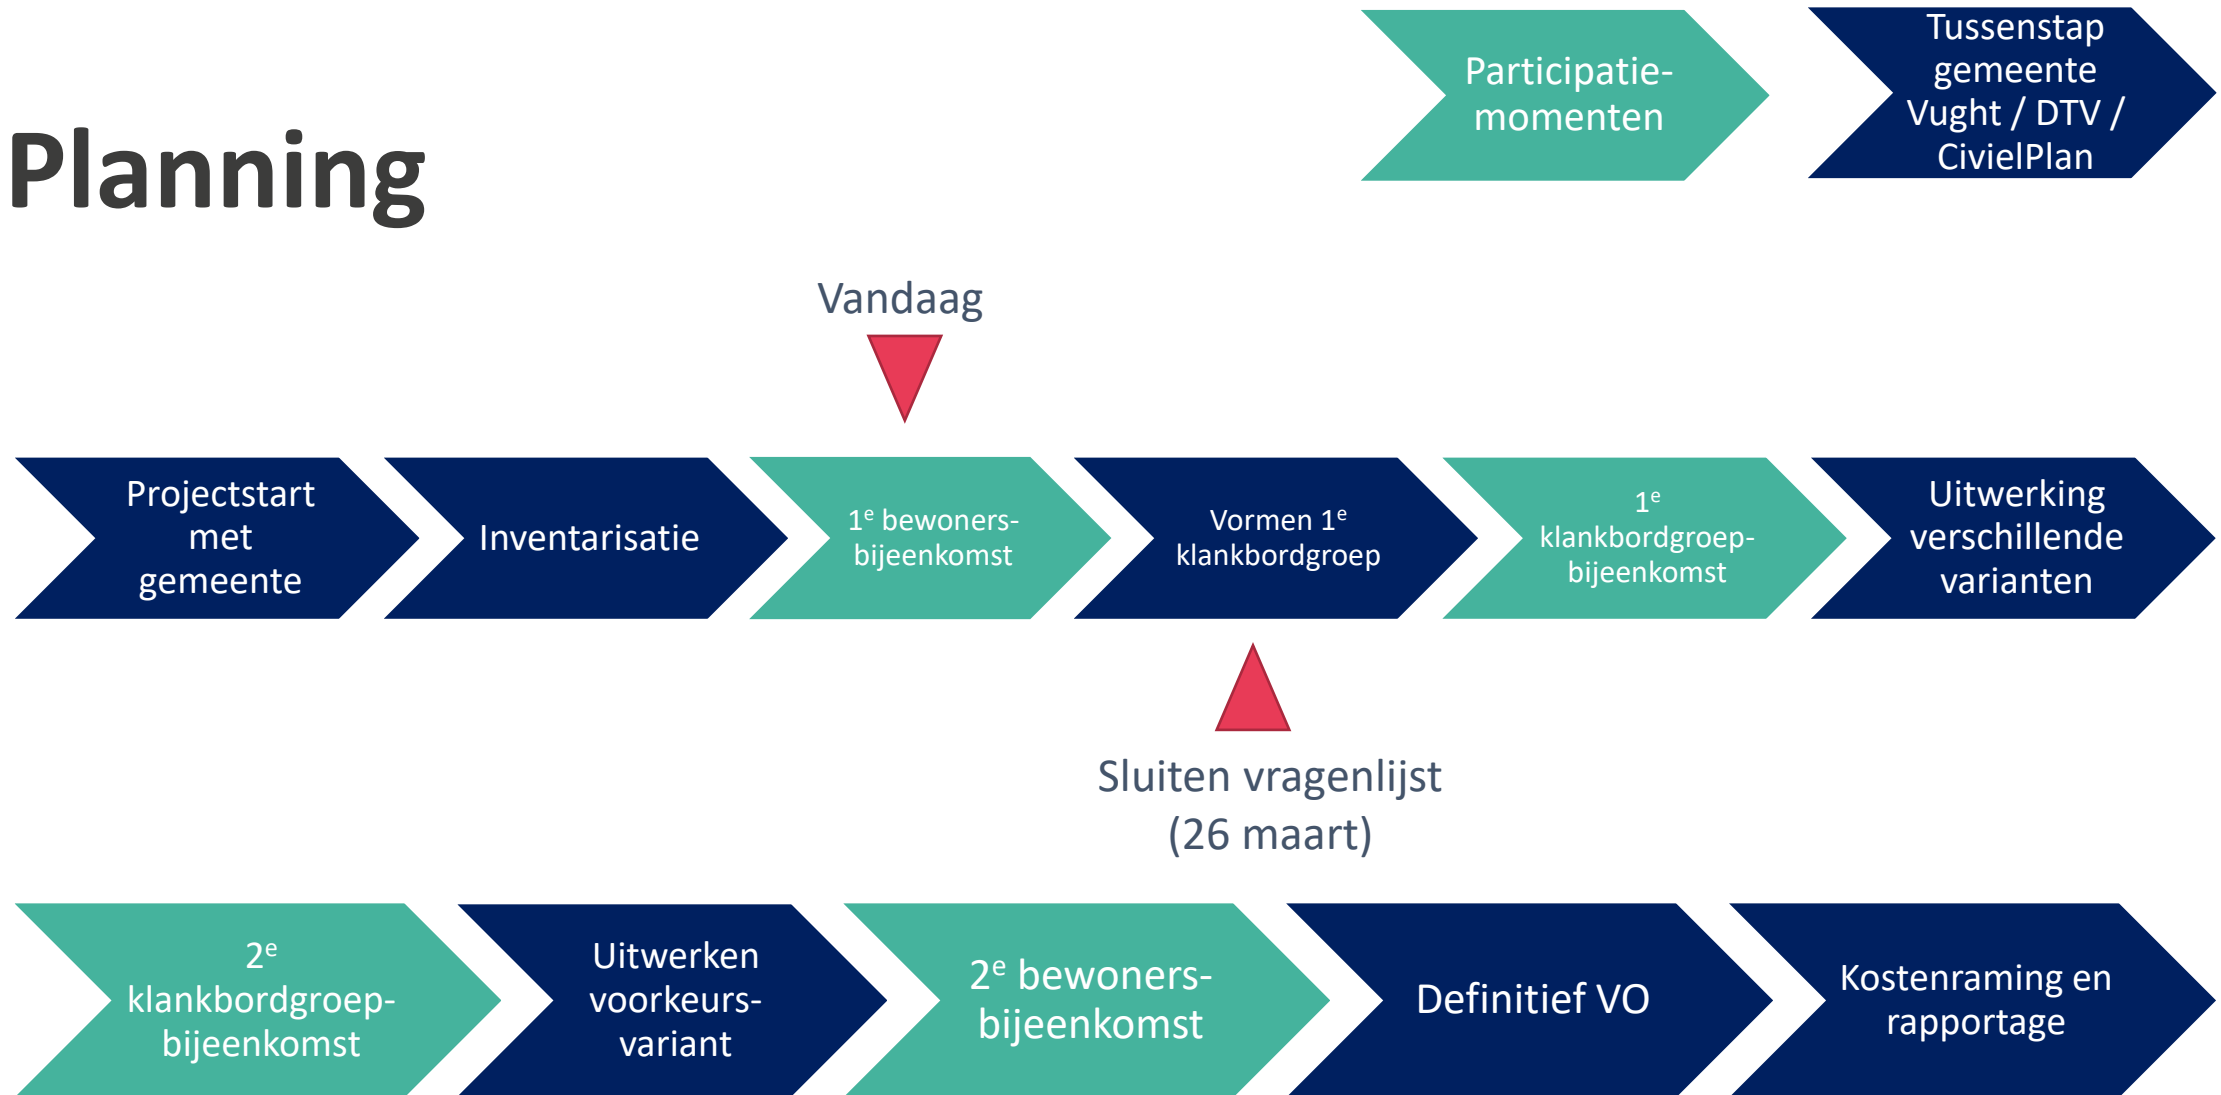 Planning
Participatie-
momenten
Tussenstap
gemeente
Vught / DTV /
CivielPlan
Vandaag
Projectstart
met
gemeente
Inventarisatie
1e bewoners-
bijeenkomst
Vormen 1e
klankbordgroep
1e
klankbordgroep-
bijeenkomst
Uitwerking
verschillende
varianten
Sluiten vragenlijst
(26 maart)
2e
klankbordgroep-
bijeenkomst
Uitwerken
voorkeurs-
variant
2e bewoners-
bijeenkomst
Definitief VO
Kostenraming en
rapportage